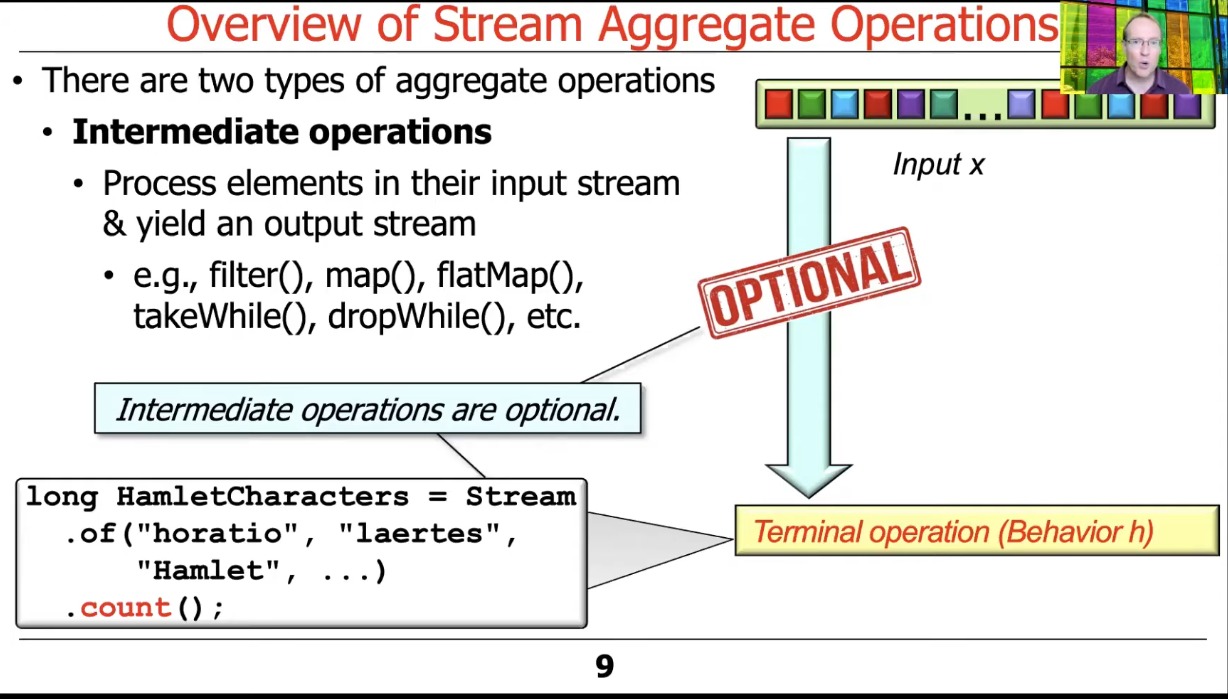 Overview of Stream Aggregate Operations
• There are two types of aggregate operations
• Intermediate operations
• Process elements in their input stream
& yield an output stream
• e.g., filter(), map(), flatMap(),
takeWhile(), dropWhile(), etc.
Input x
OPTIONAL
Intermediate operations are optional.
long HamletCharacters = Stream
.of("horatio", "laertes",
"Hamlet", ...)
.count();
Terminal operation (Behavior h)
9